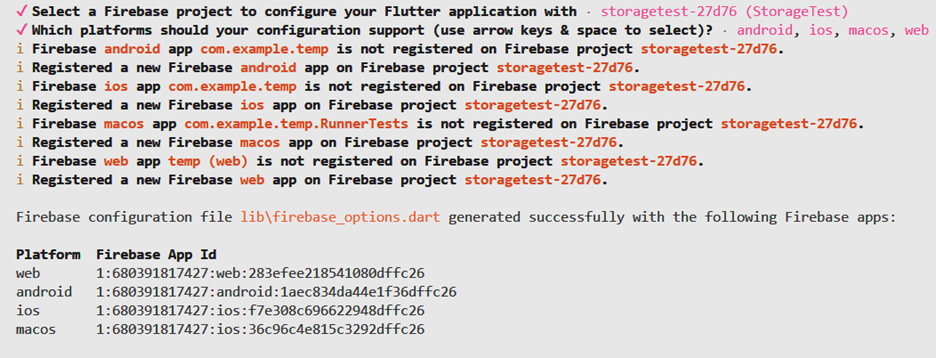 ✓ Select a Firebase project to configure your Flutter application with · storagetest-27d76 (StorageTest)
✓ Which platforms should your configuration support (use arrow keys & space to select)? · android, ios, macos, web
i Firebase android app com.example.temp is not registered on Firebase project storagetest-27d76.
i Registered a new Firebase android app on Firebase project storagetest-27d76.
i Firebase ios app com.example.temp is not registered on Firebase project storagetest-27d76.
i Registered a new Firebase ios app on Firebase project storagetest-27d76.
i Firebase macos app com.example.temp.RunnerTests is not registered on Firebase project storagetest-27d76.
i Registered a new Firebase macos app on Firebase project storagetest-27d76.
i Firebase web app temp (web) is not registered on Firebase project storagetest-27d76.
i Registered a new Firebase web app on Firebase project storagetest-27d76.
Firebase configuration file lib\firebase_options.dart generated successfully with the following Firebase apps:
Platform Firebase App Id
web 1:680391817427:web:283efee218541080dffc26
android 1:680391817427:android:1aec834da44e1f36dffc26
ios 1:680391817427:ios:f7e308c696622948dffc26
macos 1:680391817427:ios:36c96c4e815c3292dffc26